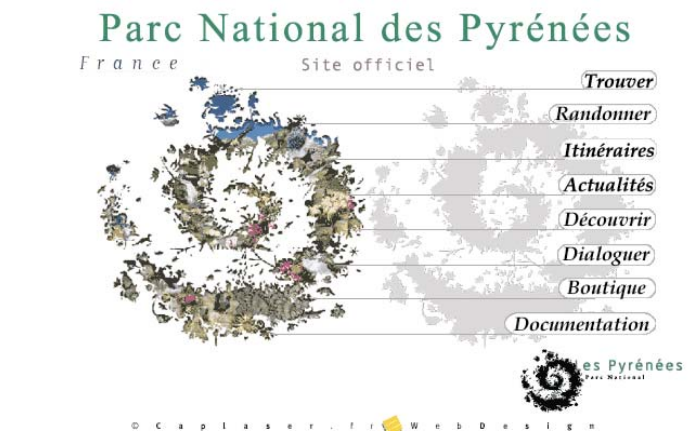 Parc National des Pyrénées
France
Site officiel
Trouver
Randonner
Itinéraires
Actualités
Découvrir
Dialoguer
Boutique
Documentation
les Pyrénées
Parc National
© Caplaser.fr WebDesign